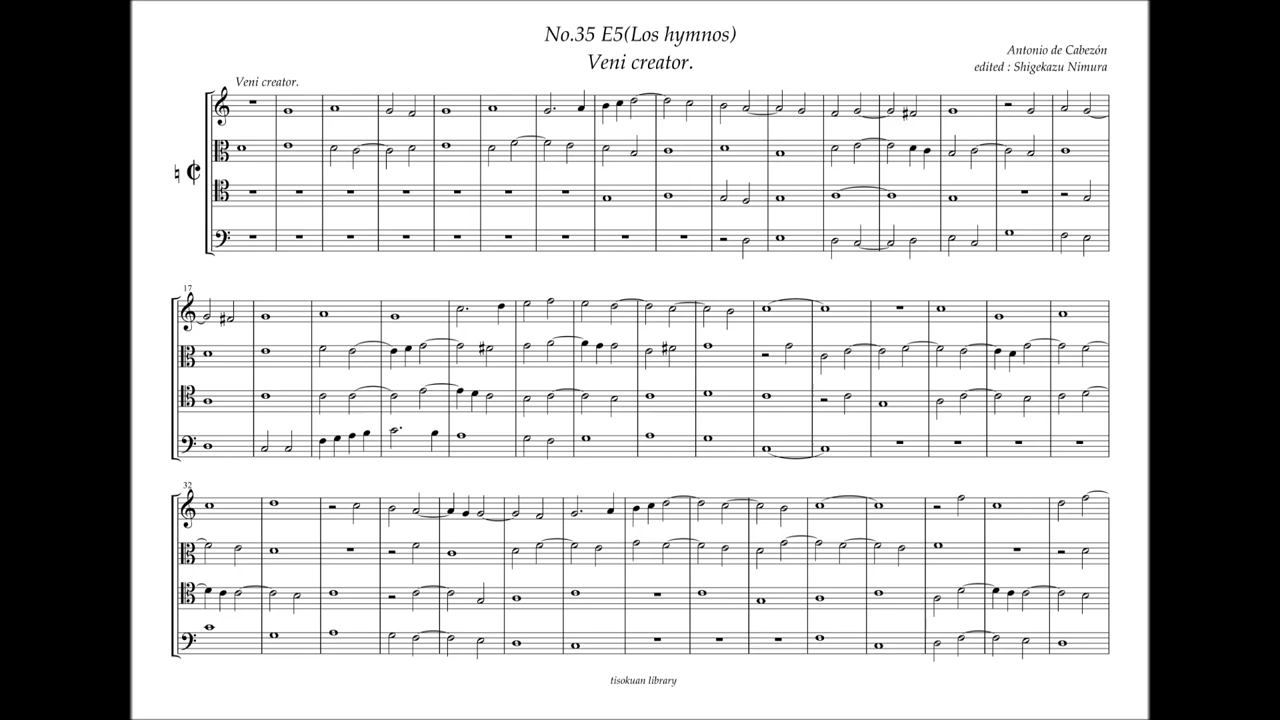 No.35 E5(Los hymnos)
Veni creator.
Antonio de Cabezón
edited : Shigekazu Nimura
Veni creator.
17
32
tisokuan library